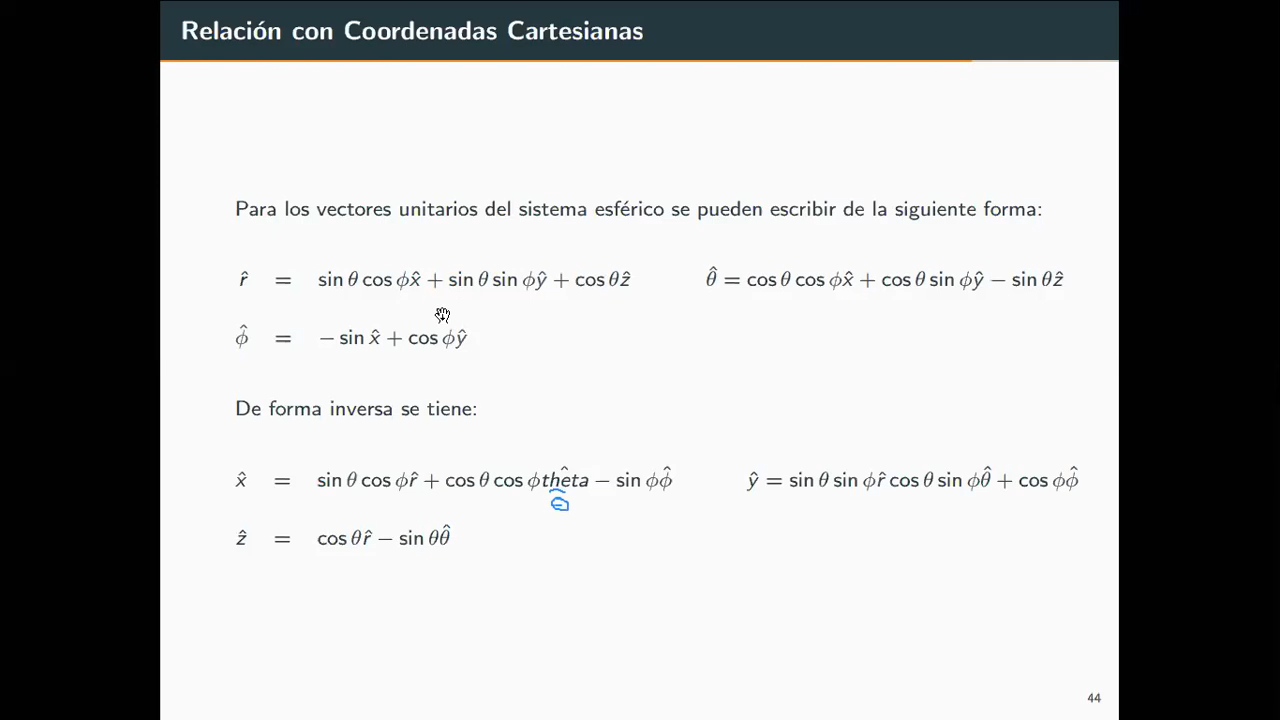 Relación con Coordenadas Cartesianas
Para los vectores unitarios del sistema esférico se pueden escribir de la siguiente forma:
r̂ = sin θ cos ϕx̂ + sin θ sin ϕŷ + cos θẑ θ̂ = cos θ cos ϕx̂ + cos θ sin ϕŷ − sin θẑ
ϕ̂ = − sin x̂ + cos ϕŷ
De forma inversa se tiene:
x̂ = sin θ cos ϕr̂ + cos θ cos ϕthêta − sin ϕϕ̂ ŷ = sin θ sin ϕr̂ cos θ sin ϕθ̂ + cos ϕϕ̂
θ̂
ẑ = cos θr̂ − sin θθ̂
44